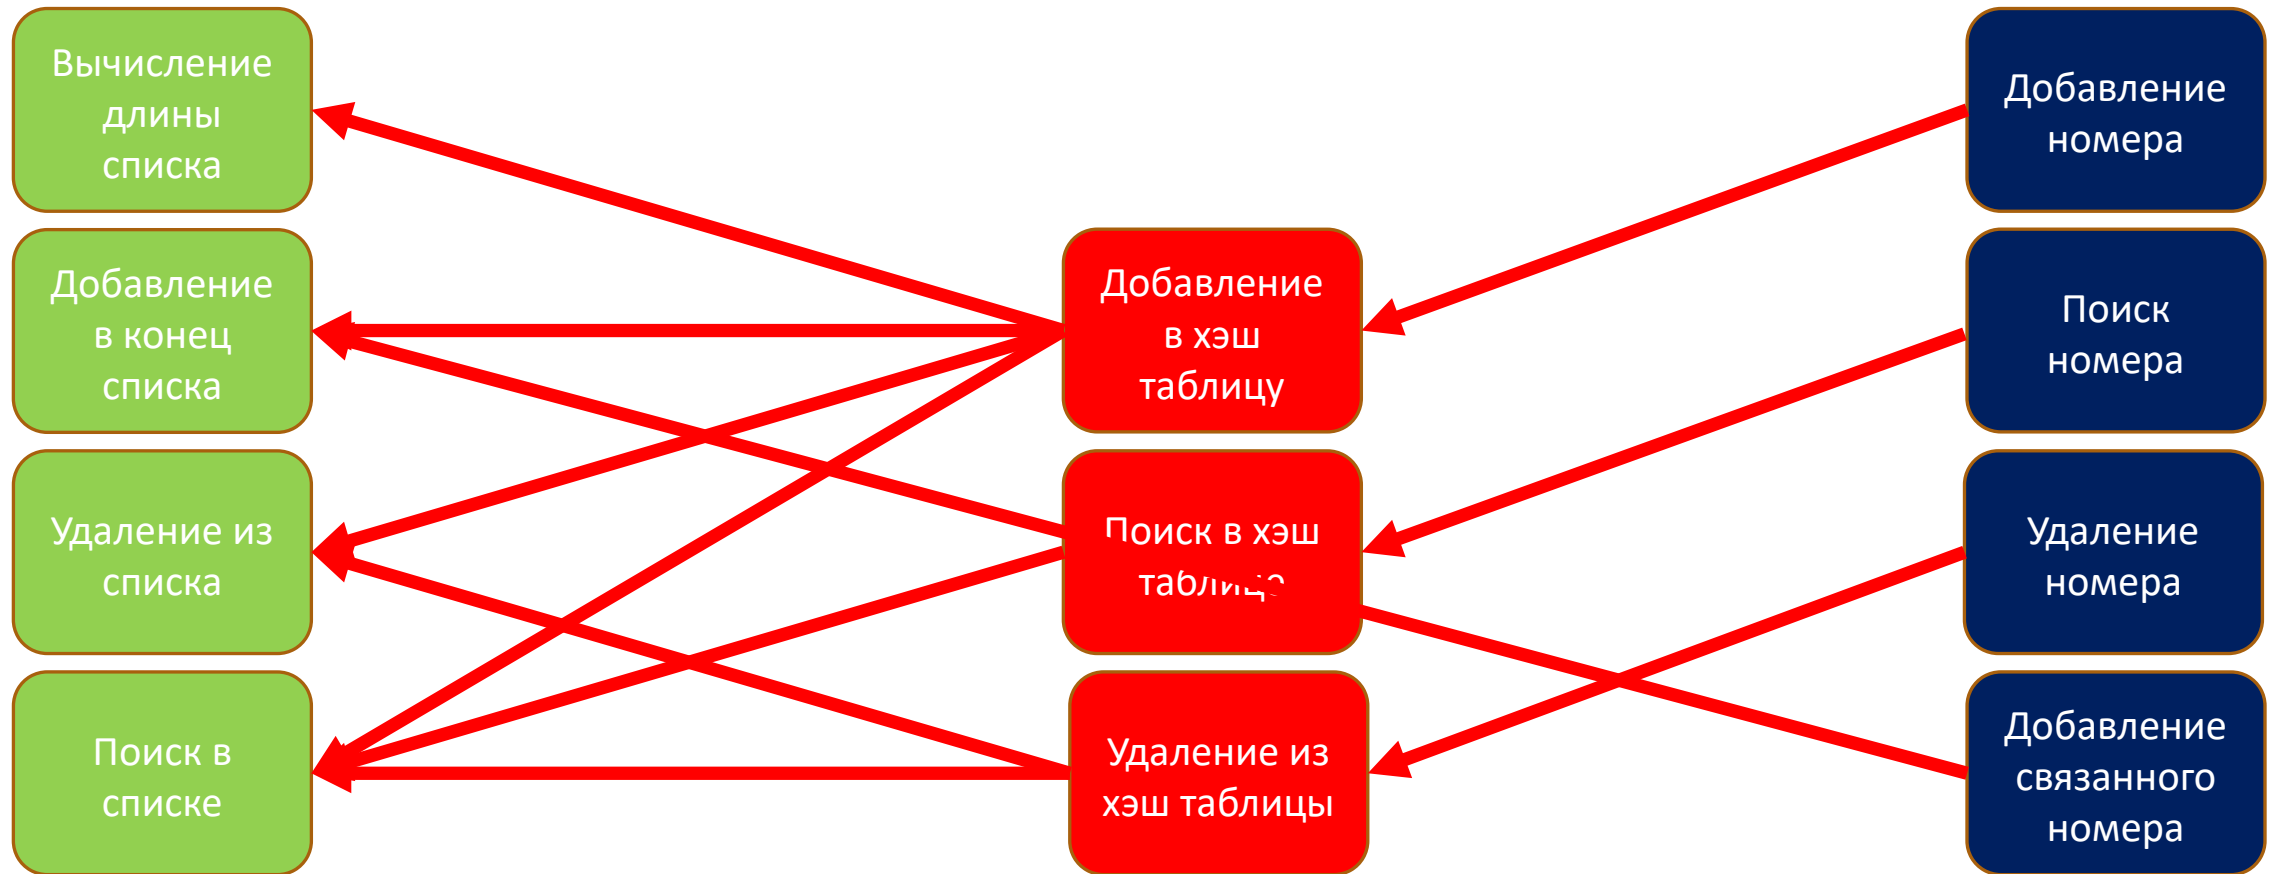 Вычисление
длины
списка
Добавление
в конец
списка
Удаление из
списка
Поиск в
списке
Добавление
в хэш
таблицу
Поиск в хэш
таблице
Удаление из
хэш таблицы
Добавление
номера
Поиск
номера
Удаление
номера
Добавление
связанного
номера